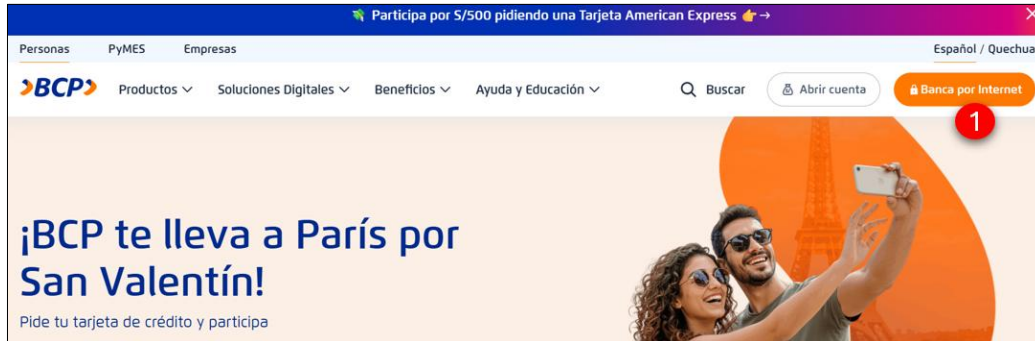 Participa por S/500 pidiendo una Tarjeta American Express 👉 →
Personas PyMES Empresas Español / Quechua
BCP Productos Soluciones Digitales Beneficios Ayuda y Educación Buscar Abrir cuenta Banca por Internet
1
¡BCP te lleva a París por
San Valentín!
Pide tu tarjeta de crédito y participa